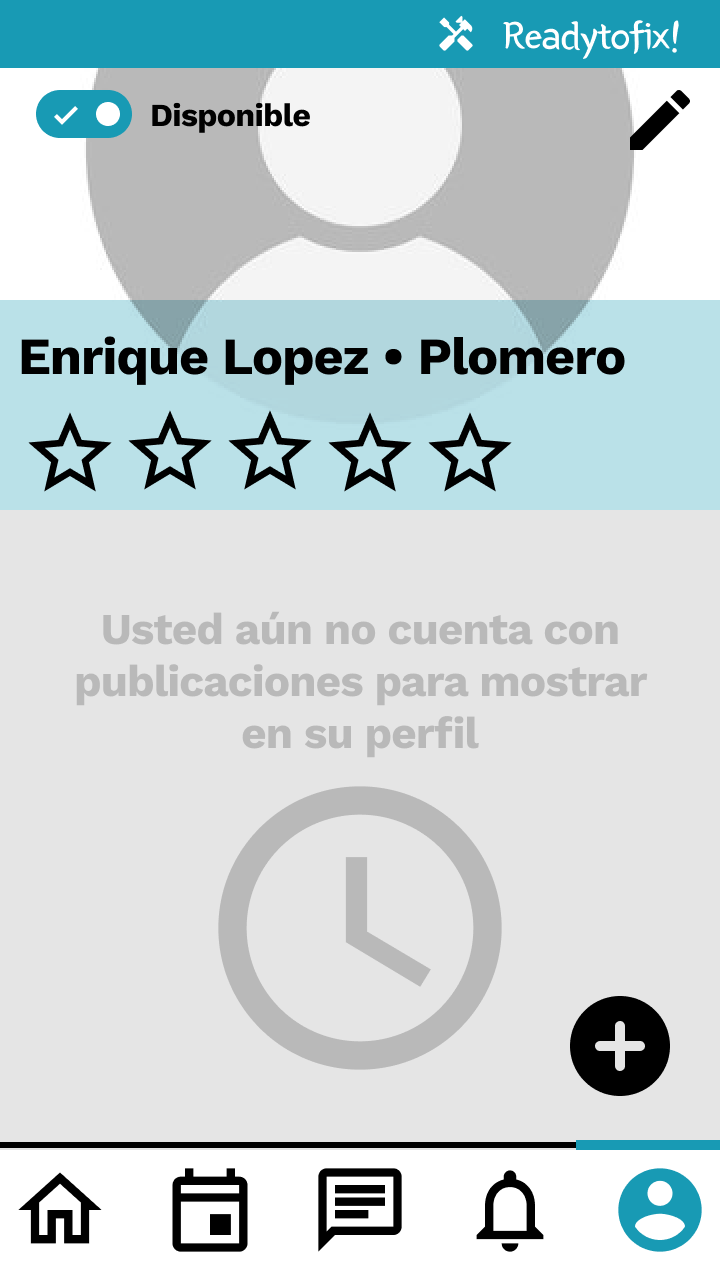 Readytofix!
Disponible
Enrique Lopez • Plomero
Usted aún no cuenta con
publicaciones para mostrar
en su perfil